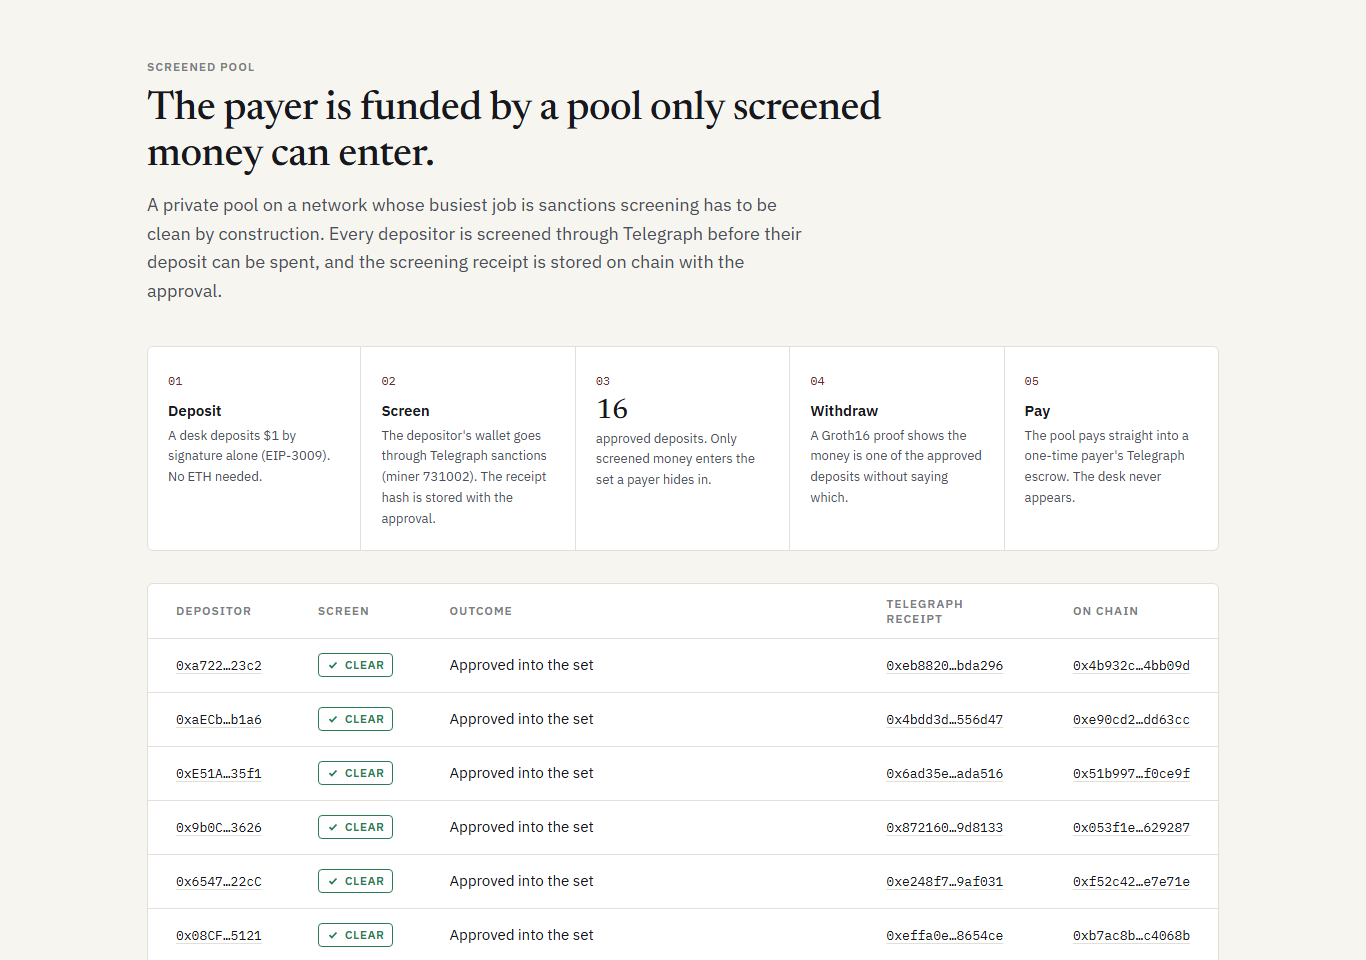 SCREENED POOL
The payer is funded by a pool only screened
money can enter.
A private pool on a network whose busiest job is sanctions screening has to be
clean by construction. Every depositor is screened through Telegraph before their
deposit can be spent, and the screening receipt is stored on chain with the
approval.
01
Deposit
A desk deposits $1 by
signature alone (EIP-3009).
No ETH needed.
02
Screen
The depositor's wallet goes
through Telegraph sanctions
(miner 731002). The receipt
hash is stored with the
approval.
03
16
approved deposits. Only
screened money enters the
set a payer hides in.
04
Withdraw
A Groth16 proof shows the
money is one of the approved
deposits without saying
which.
05
Pay
The pool pays straight into a
one-time payer's Telegraph
escrow. The desk never
appears.
DEPOSITOR SCREEN OUTCOME TELEGRAPH RECEIPT ON CHAIN
0xa722…23c2 ✓ CLEAR Approved into the set 0xeb8820…bda296 0x4b932c…4bb09d
0xaECb…b1a6 ✓ CLEAR Approved into the set 0x4bdd3d…556d47 0xe90cd2…dd63cc
0xE51A…35f1 ✓ CLEAR Approved into the set 0x6ad35e…ada516 0x51b997…f0ce9f
0x9b0C…3626 ✓ CLEAR Approved into the set 0x872160…9d8133 0x053f1e…629287
0x6547…22cC ✓ CLEAR Approved into the set 0xe248f7…9af031 0xf52c42…e7e71e
0x08CF…5121 ✓ CLEAR Approved into the set 0xeffa0e…8654ce 0xb7ac8b…c4068b